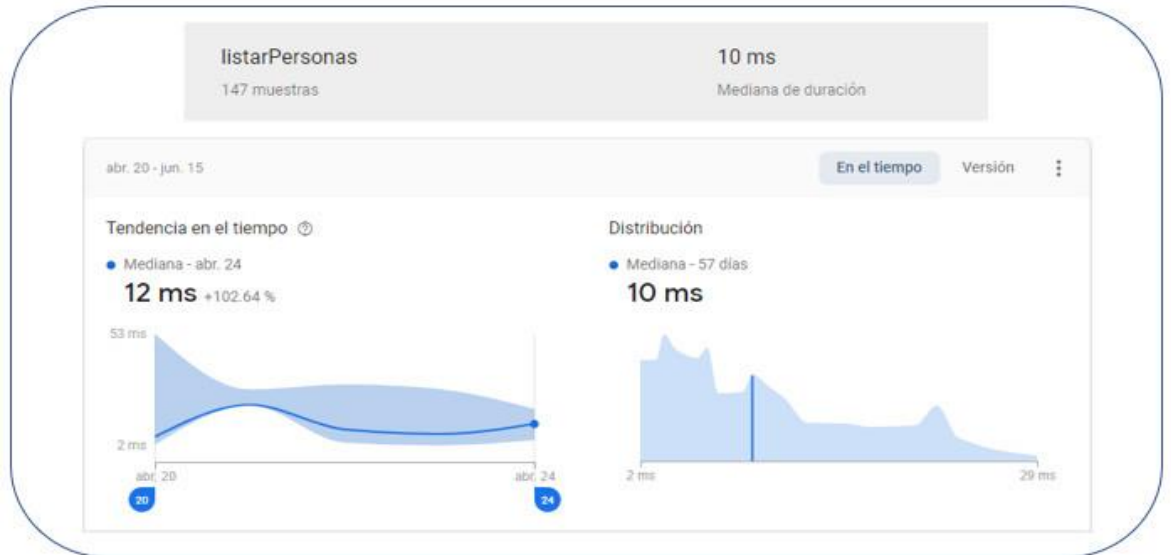 listarPersonas
10 ms
147 muestras
Mediana de duración
abr. 20 - jun. 15
En el tiempo
Versión
Tendencia en el tiempo
Mediana - abr. 24
12 ms +102.64 %
53 ms
2 ms
abr. 20
abr. 24
20
24
Distribución
Mediana - 57 días
10 ms
2 ms
29 ms